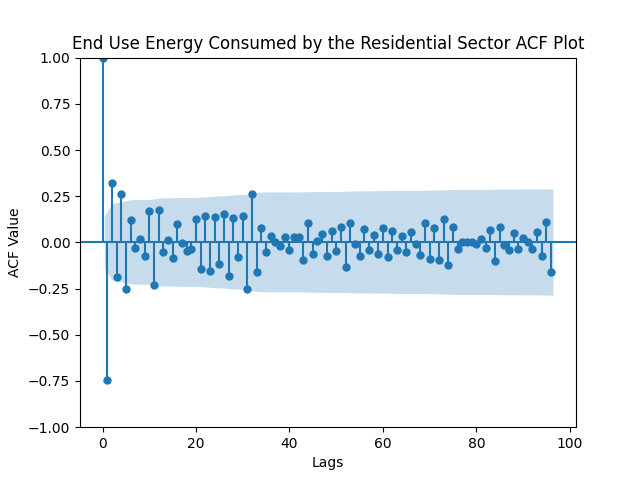 End Use Energy Consumed by the Residential Sector ACF Plot
1.00
0.75
0.50
0.25
0.00
−0.25
−0.50
−0.75
−1.00
ACF Value
0 20 40 60 80 100
Lags